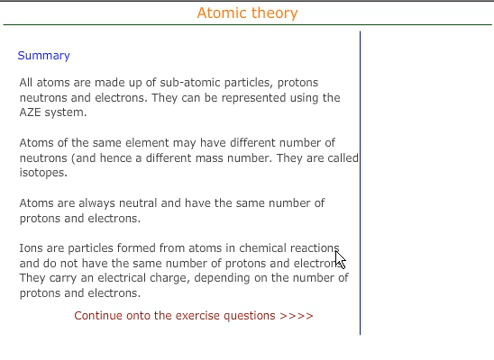 Atomic theory
Summary
All atoms are made up of sub-atomic particles, protons
neutrons and electrons. They can be represented using the
AZE system.
Atoms of the same element may have different number of
neutrons (and hence a different mass number. They are called
isotopes.
Atoms are always neutral and have the same number of
protons and electrons.
Ions are particles formed from atoms in chemical reactions
and do not have the same number of protons and electrons.
They carry an electrical charge, depending on the number of
protons and electrons.
Continue onto the exercise questions >>>>